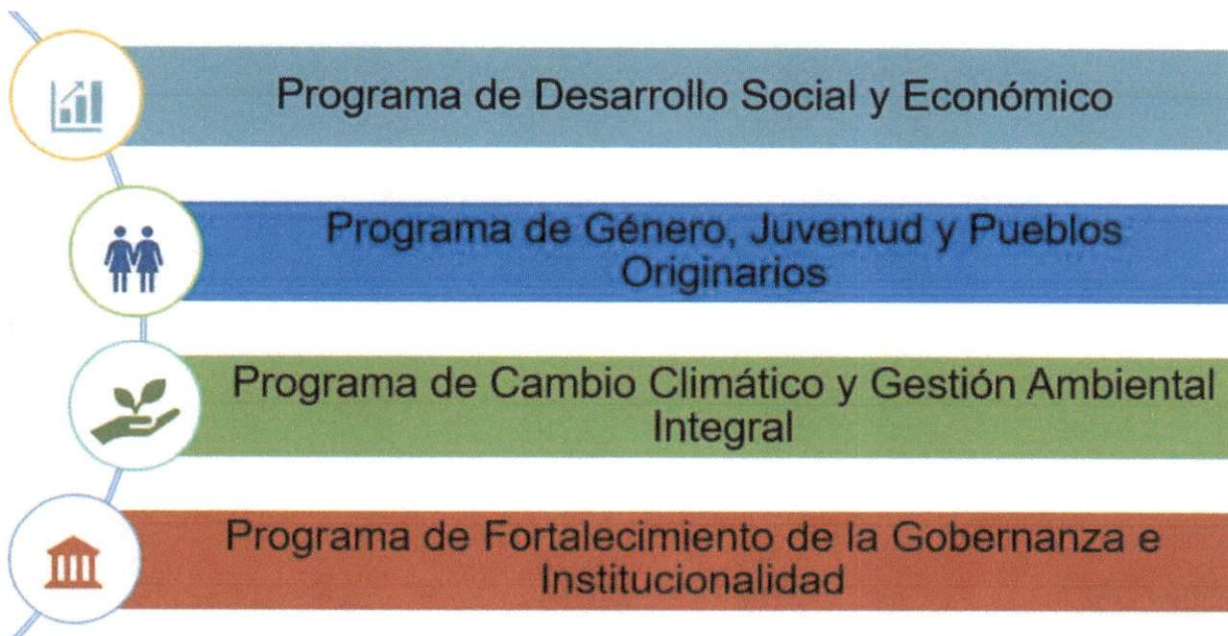 Programa de Desarrollo Social y Económico
Programa de Género, Juventud y Pueblos
Originarios
Programa de Cambio Climático y Gestión Ambiental
Integral
Programa de Fortalecimiento de la Gobernanza e
Institucionalidad